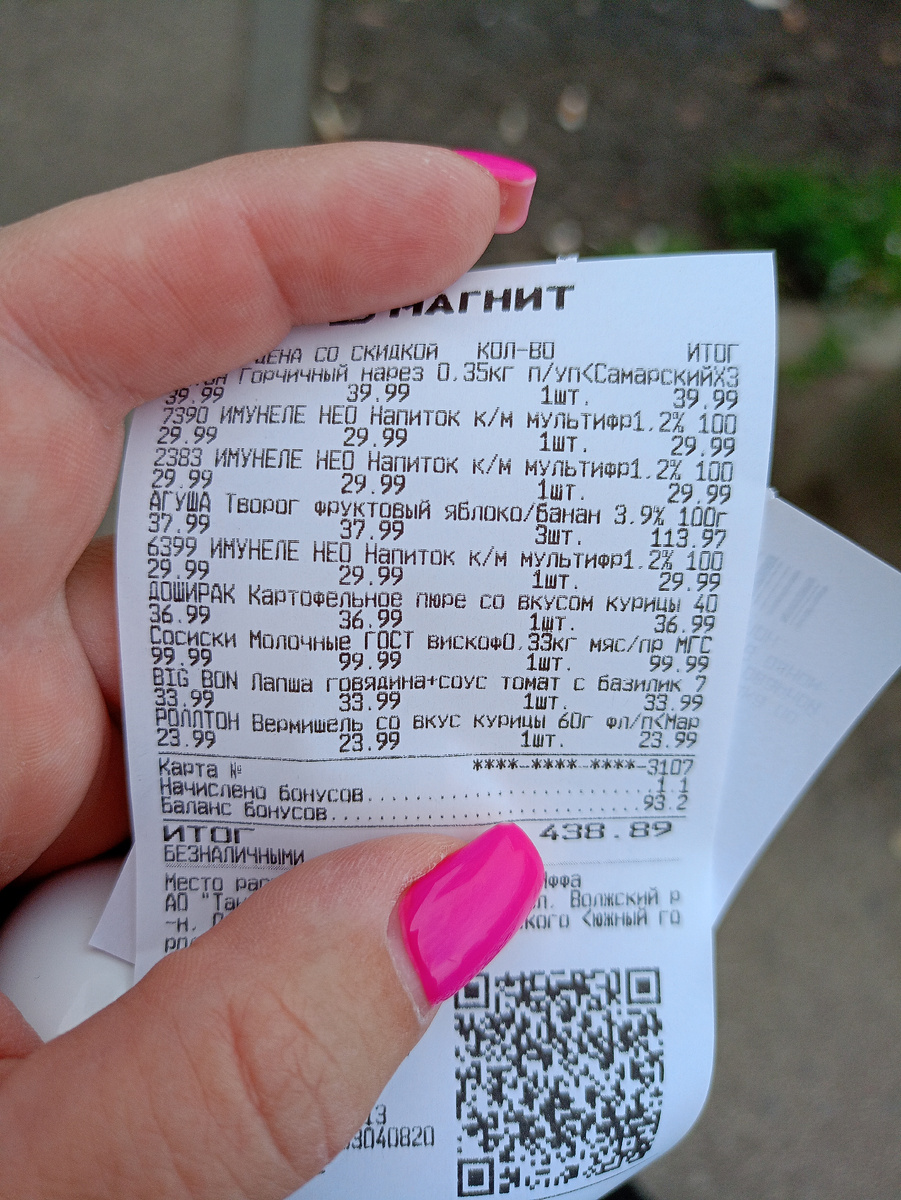 МАГНИТ
ЦЕНА СО СКИДКОЙ КОЛ-ВО ИТОГ
Горчичный нарез 0.35кг п/уп<СамарскийХЗ
39.99 39.99 1шт. 39.99
7390 ИМУНЕЛЕ НЕО Напиток к/м мультифр1.2% 100
29.99 29.99 1шт. 29.99
2383 ИМУНЕЛЕ НЕО Напиток к/м мультифр1.2% 100
29.99 29.99 1шт. 29.99
АГУША Творог фруктовый яблоко/банан 3.9% 100г
37.99 37.99 3шт. 113.97
6399 ИМУНЕЛЕ НЕО Напиток к/м мультифр1.2% 100
29.99 29.99 1шт. 29.99
ДОШИРАК Картофельное пюре со вкусом курицы 40
36.99 36.99 1шт. 36.99
Сосиски Молочные ГОСТ вискоф0.33кг мяс/пр МГС
99.99 99.99 1шт. 99.99
BIG BON Лапша говядина+соус томат с базилик 7
33.99 33.99 1шт. 33.99
РОЛЛТОН Вермишель со вкус курицы 60г фл/п<Мар
23.99 23.99 1шт. 23.99
Карта № ****-****-****-3107
Начислено бонусов 1.1
Баланс бонусов 93.2
ИТОГ 438.89
БЕЗНАЛИЧНЫМИ
Место
АО "Тан Волжский р
-н, <южный го
13
3040820